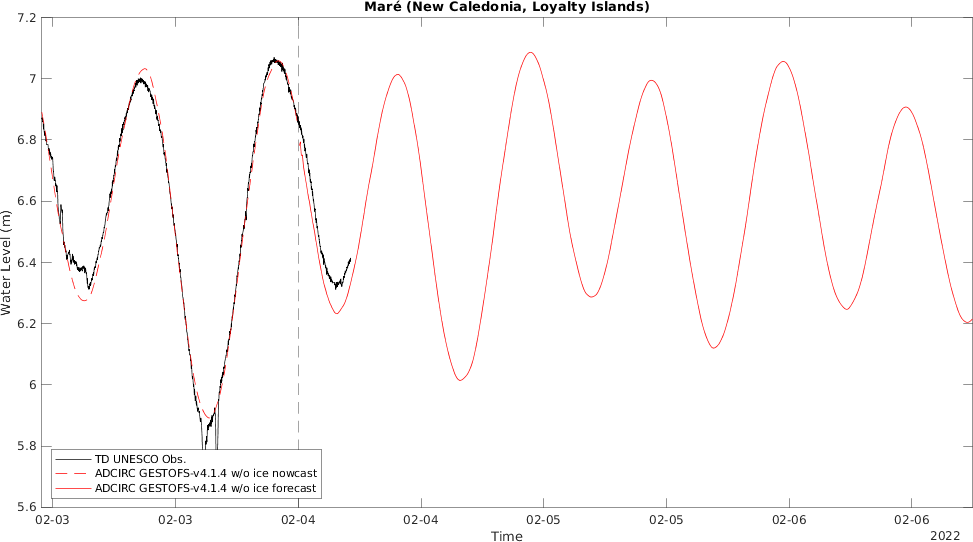 Maré (New Caledonia, Loyalty Islands)
7.2
7
6.8
6.6
6.4
6.2
6
5.8
5.6
Water Level (m)
TD UNESCO Obs.
ADCIRC GESTOFS-v4.1.4 w/o ice nowcast
ADCIRC GESTOFS-v4.1.4 w/o ice forecast
02-03 02-03 02-04 02-04 02-05 02-05 02-06 02-06
Time
2022